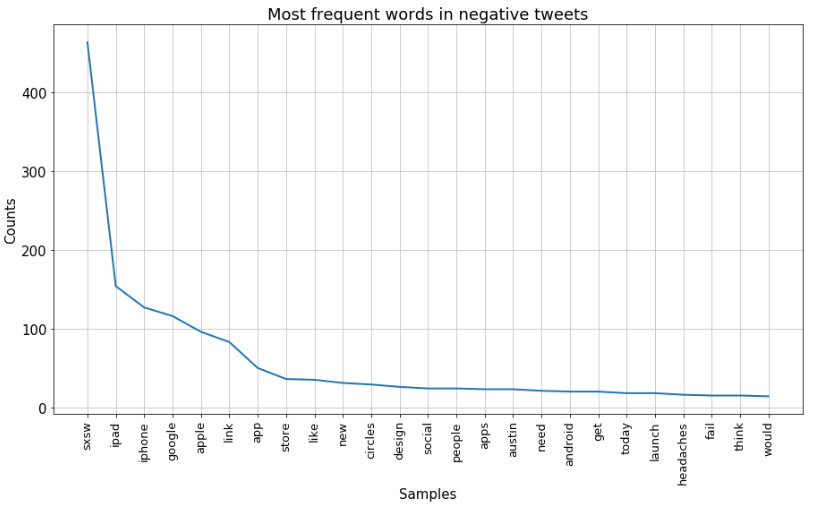 Most frequent words in negative tweets
Counts
400
300
200
100
0
sxsw
ipad
iphone
google
apple
link
app
store
like
new
circles
design
social
people
apps
austin
need
android
get
today
launch
headaches
fail
think
would
Samples